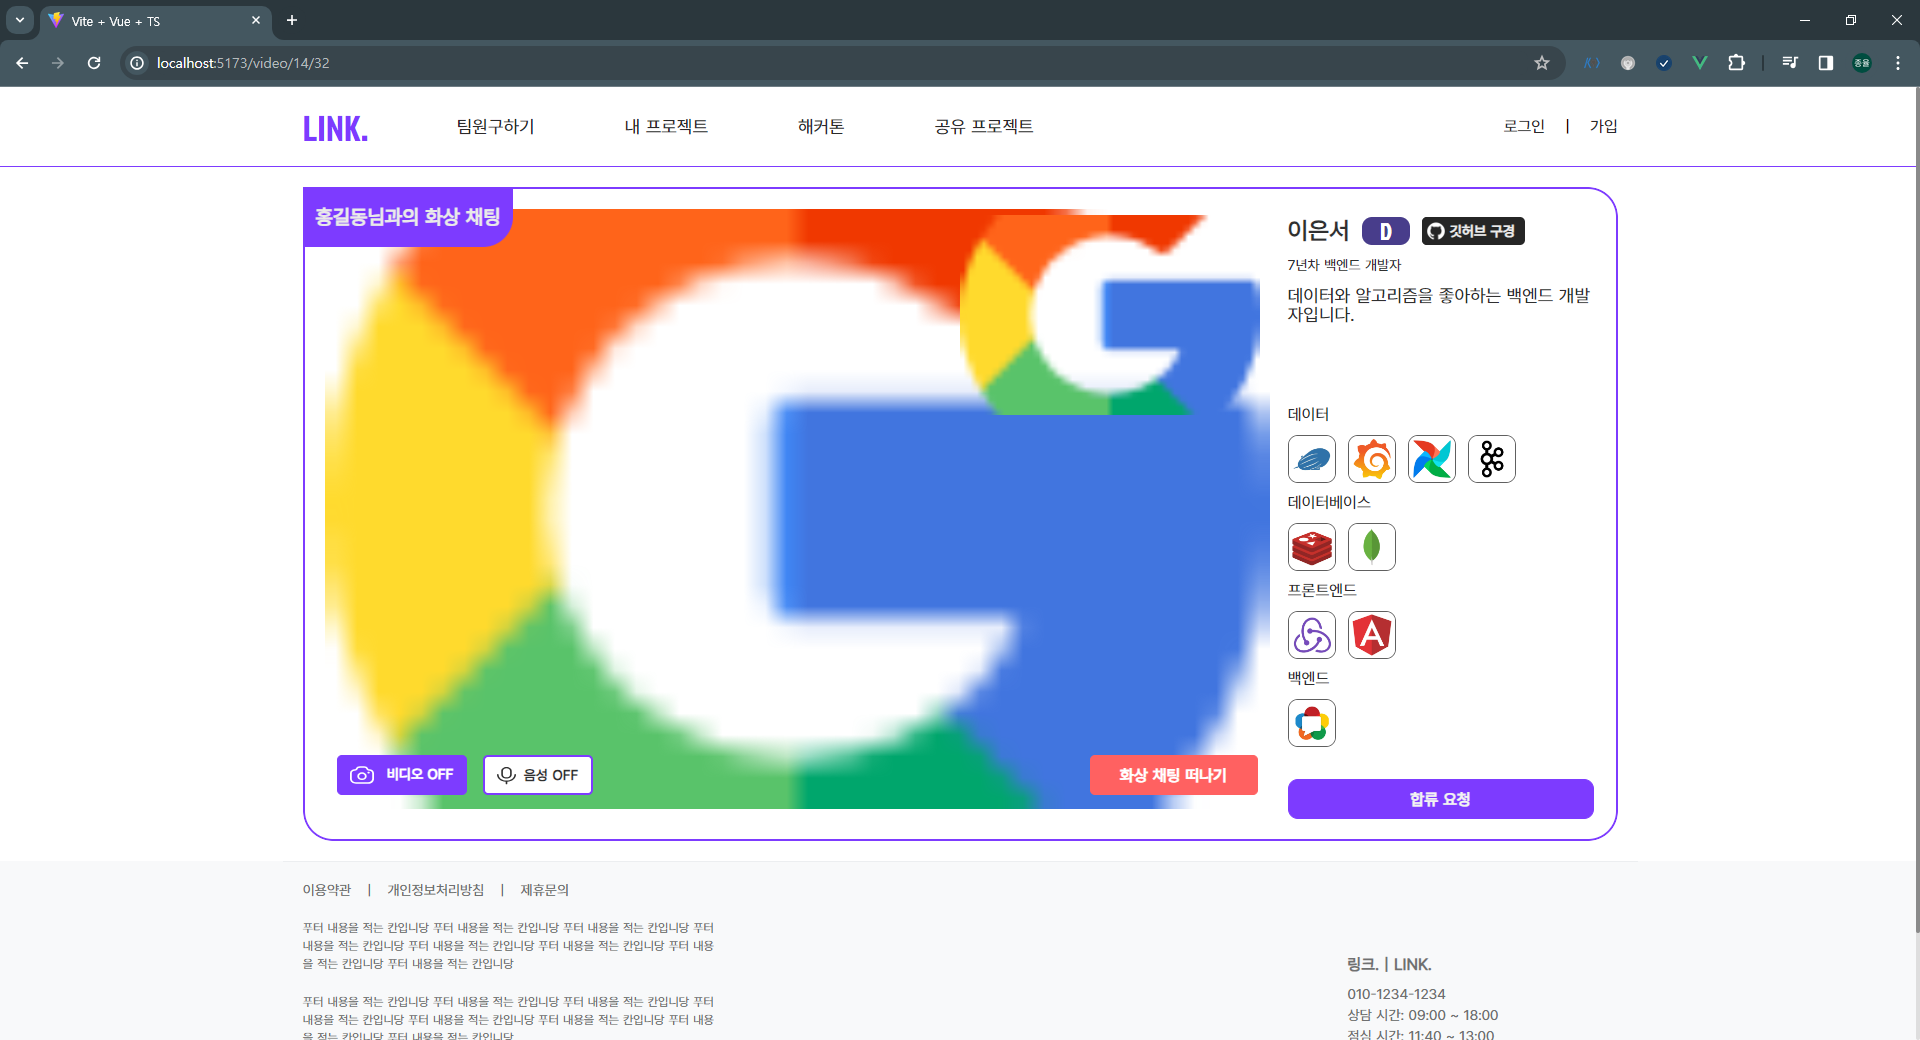 Vite + Vue + TS
localhost:5173/video/14/32
종율
LINK.
팀원구하기
내 프로젝트
해커톤
공유 프로젝트
로그인 | 가입
홍길동님과의 화상 채팅
이은서
D
깃허브 구경
7년차 백엔드 개발자
데이터와 알고리즘을 좋아하는 백엔드 개발
자입니다.
데이터
데이터베이스
프론트엔드
백엔드
비디오 OFF
음성 OFF
화상 채팅 떠나기
합류 요청
이용약관 | 개인정보처리방침 | 제휴문의
푸터 내용을 적는 칸입니당 푸터 내용을 적는 칸입니당 푸터 내용을 적는 칸입니당 푸터
내용을 적는 칸입니당 푸터 내용을 적는 칸입니당 푸터 내용을 적는 칸입니당 푸터 내용
을 적는 칸입니당 푸터 내용을 적는 칸입니당
푸터 내용을 적는 칸입니당 푸터 내용을 적는 칸입니당 푸터 내용을 적는 칸입니당 푸터
내용을 적는 칸입니당 푸터 내용을 적는 칸입니당 푸터 내용을 적는 칸입니당 푸터 내용
을 적는 칸입니당 푸터 내용을 적는 칸입니당
링크. | LINK.
010-1234-1234
상담 시간: 09:00 ~ 18:00
점심 시간: 11:40 ~ 13:00